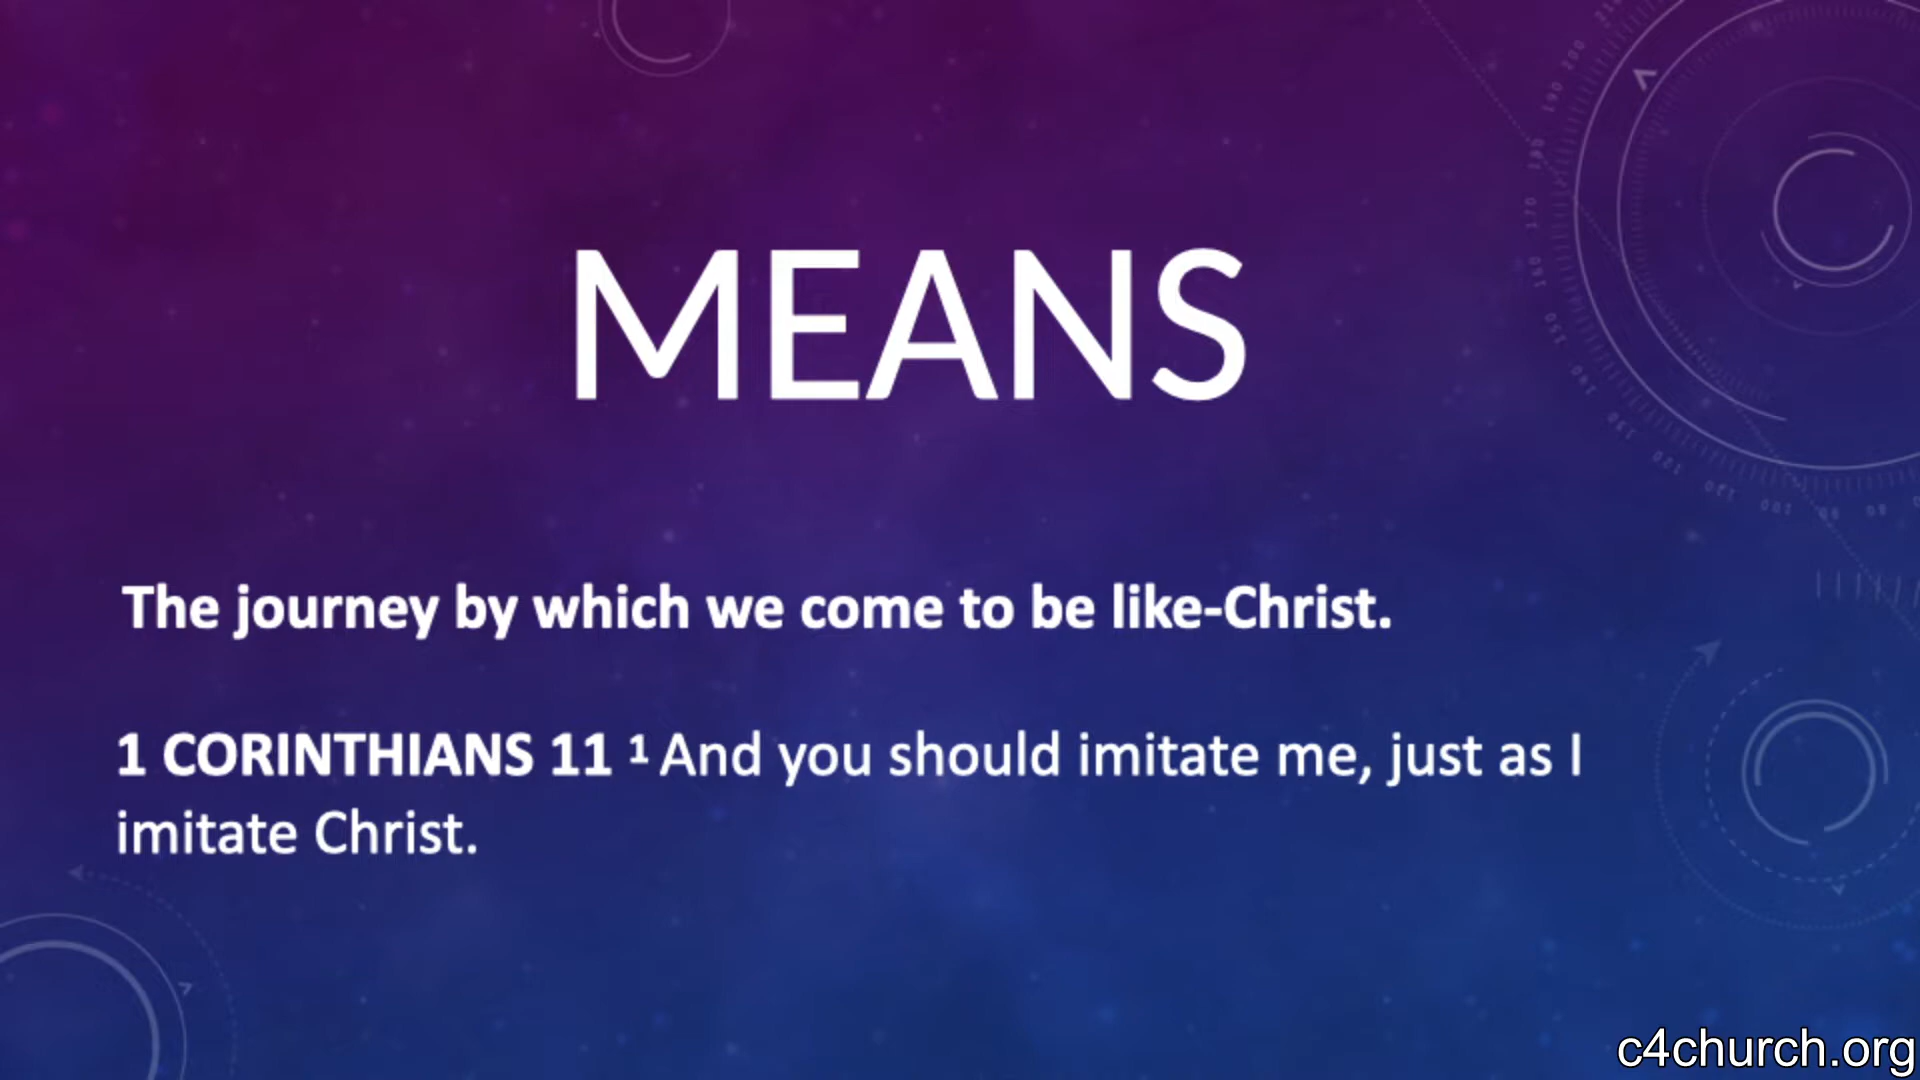 MEANS
The journey by which we come to be like-Christ.
1 CORINTHIANS 11 ¹ And you should imitate me, just as I
imitate Christ.
c4church.org